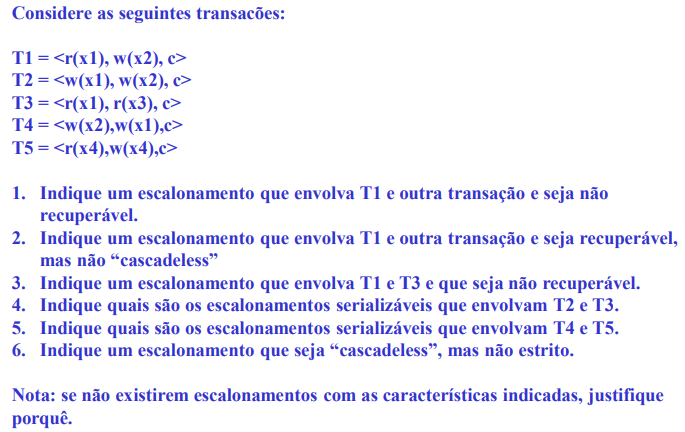 Considere as seguintes transacões:
T1 = <r(x1), w(x2), c>
T2 = <w(x1), w(x2), c>
T3 = <r(x1), r(x3), c>
T4 = <w(x2),w(x1),c>
T5 = <r(x4),w(x4),c>
1. Indique um escalonamento que envolva T1 e outra transação e seja não
recuperável.
2. Indique um escalonamento que envolva T1 e outra transação e seja recuperável,
mas não “cascadeless”
3. Indique um escalonamento que envolva T1 e T3 e que seja não recuperável.
4. Indique quais são os escalonamentos serializáveis que envolvam T2 e T3.
5. Indique quais são os escalonamentos serializáveis que envolvam T4 e T5.
6. Indique um escalonamento que seja “cascadeless”, mas não estrito.
Nota: se não existirem escalonamentos com as características indicadas, justifique
porquê.